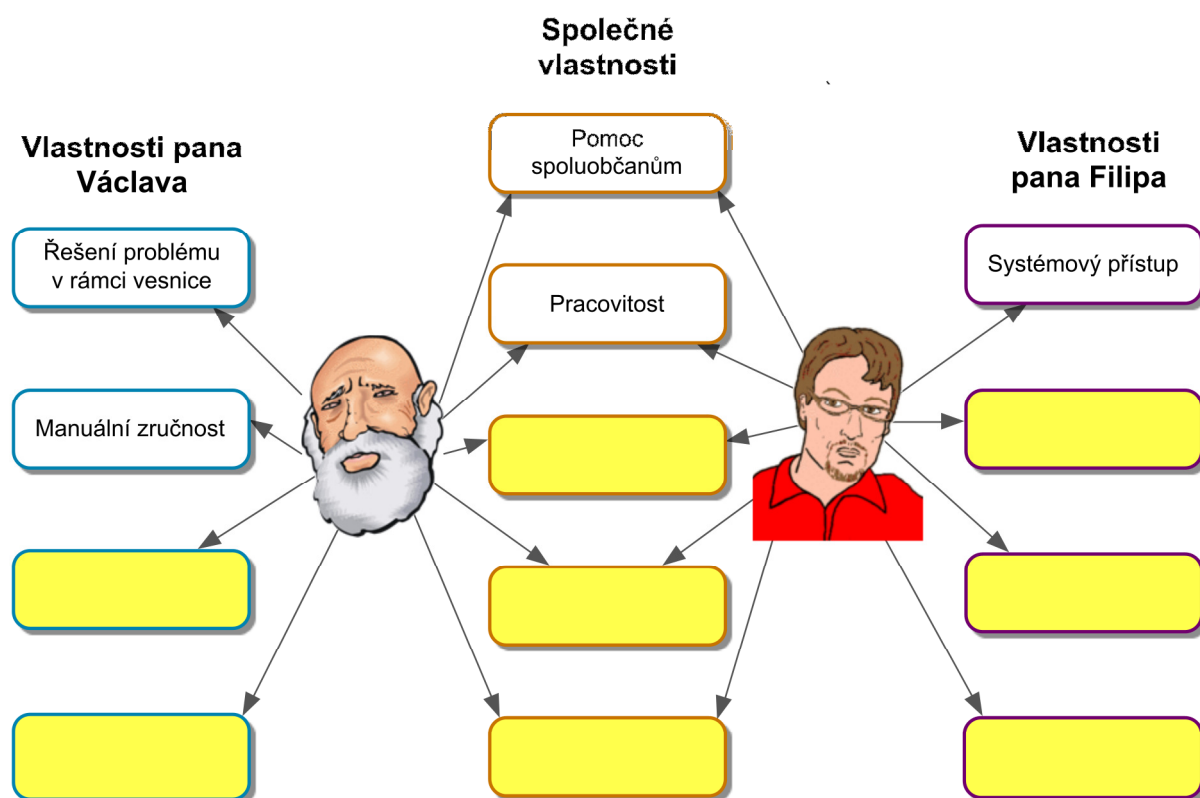 Společné
vlastnosti
Vlastnosti pana
Václava
Vlastnosti
pana Filipa
Pomoc
spoluobčanům
Řešení problému
v rámci vesnice
Pracovitost
Systémový přístup
Manuální zručnost